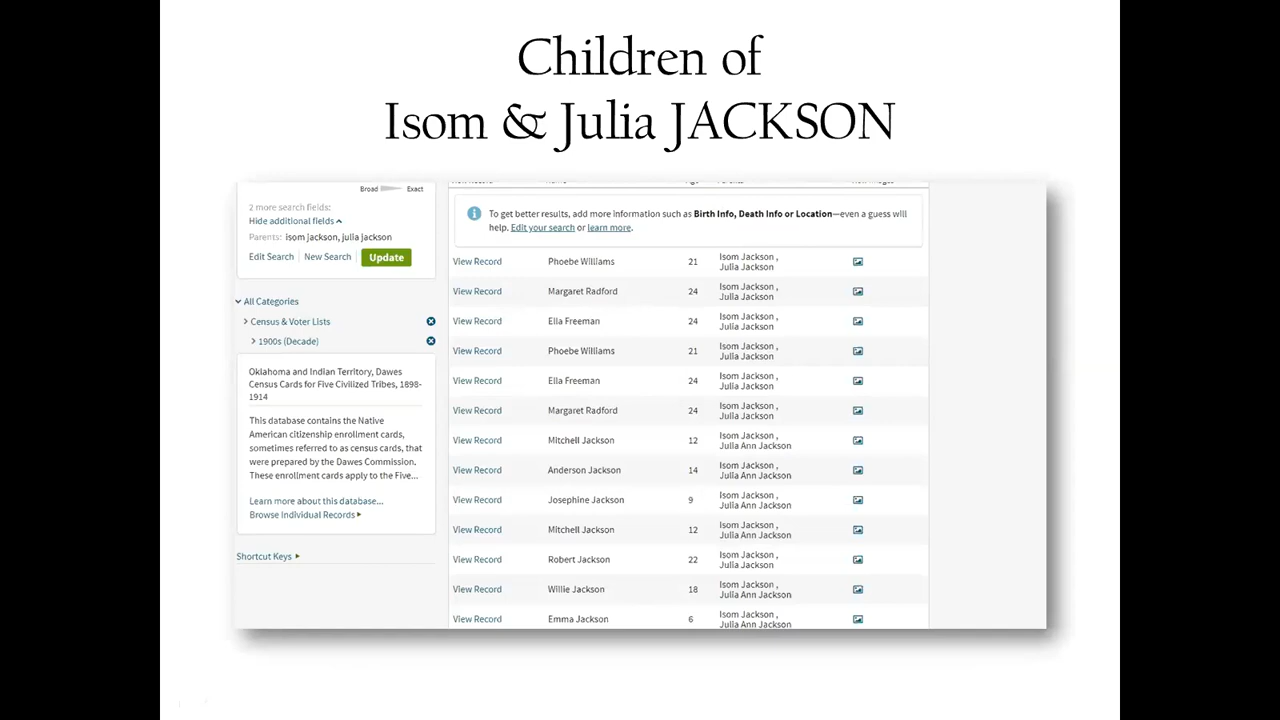 Children of
Isom & Julia JACKSON
Broad Exact
2 more search fields:
Hide additional fields
Parents: isom jackson, julia jackson
Edit Search New Search Update
All Categories
Census & Voter Lists
1900s (Decade)
Oklahoma and Indian Territory, Dawes
Census Cards for Five Civilized Tribes, 1898-
1914
This database contains the Native
American citizenship enrollment cards,
sometimes referred to as census cards, that
were prepared by the Dawes Commission.
These enrollment cards apply to the Five...
Learn more about this database...
Browse Individual Records
Shortcut Keys
To get better results, add more information such as Birth Info, Death Info or Location—even a guess will
help. Edit your search or learn more.
View Record Phoebe Williams 21 Isom Jackson ,
Julia Jackson
View Record Margaret Radford 24 Isom Jackson ,
Julia Jackson
View Record Ella Freeman 24 Isom Jackson ,
Julia Jackson
View Record Phoebe Williams 21 Isom Jackson ,
Julia Jackson
View Record Ella Freeman 24 Isom Jackson ,
Julia Jackson
View Record Margaret Radford 24 Isom Jackson ,
Julia Jackson
View Record Mitchell Jackson 12 Isom Jackson ,
Julia Ann Jackson
View Record Anderson Jackson 14 Isom Jackson ,
Julia Ann Jackson
View Record Josephine Jackson 9 Isom Jackson ,
Julia Ann Jackson
View Record Mitchell Jackson 12 Isom Jackson ,
Julia Ann Jackson
View Record Robert Jackson 22 Isom Jackson ,
Julia Jackson
View Record Willie Jackson 18 Isom Jackson ,
Julia Ann Jackson
View Record Emma Jackson 6 Isom Jackson ,
Julia Ann Jackson